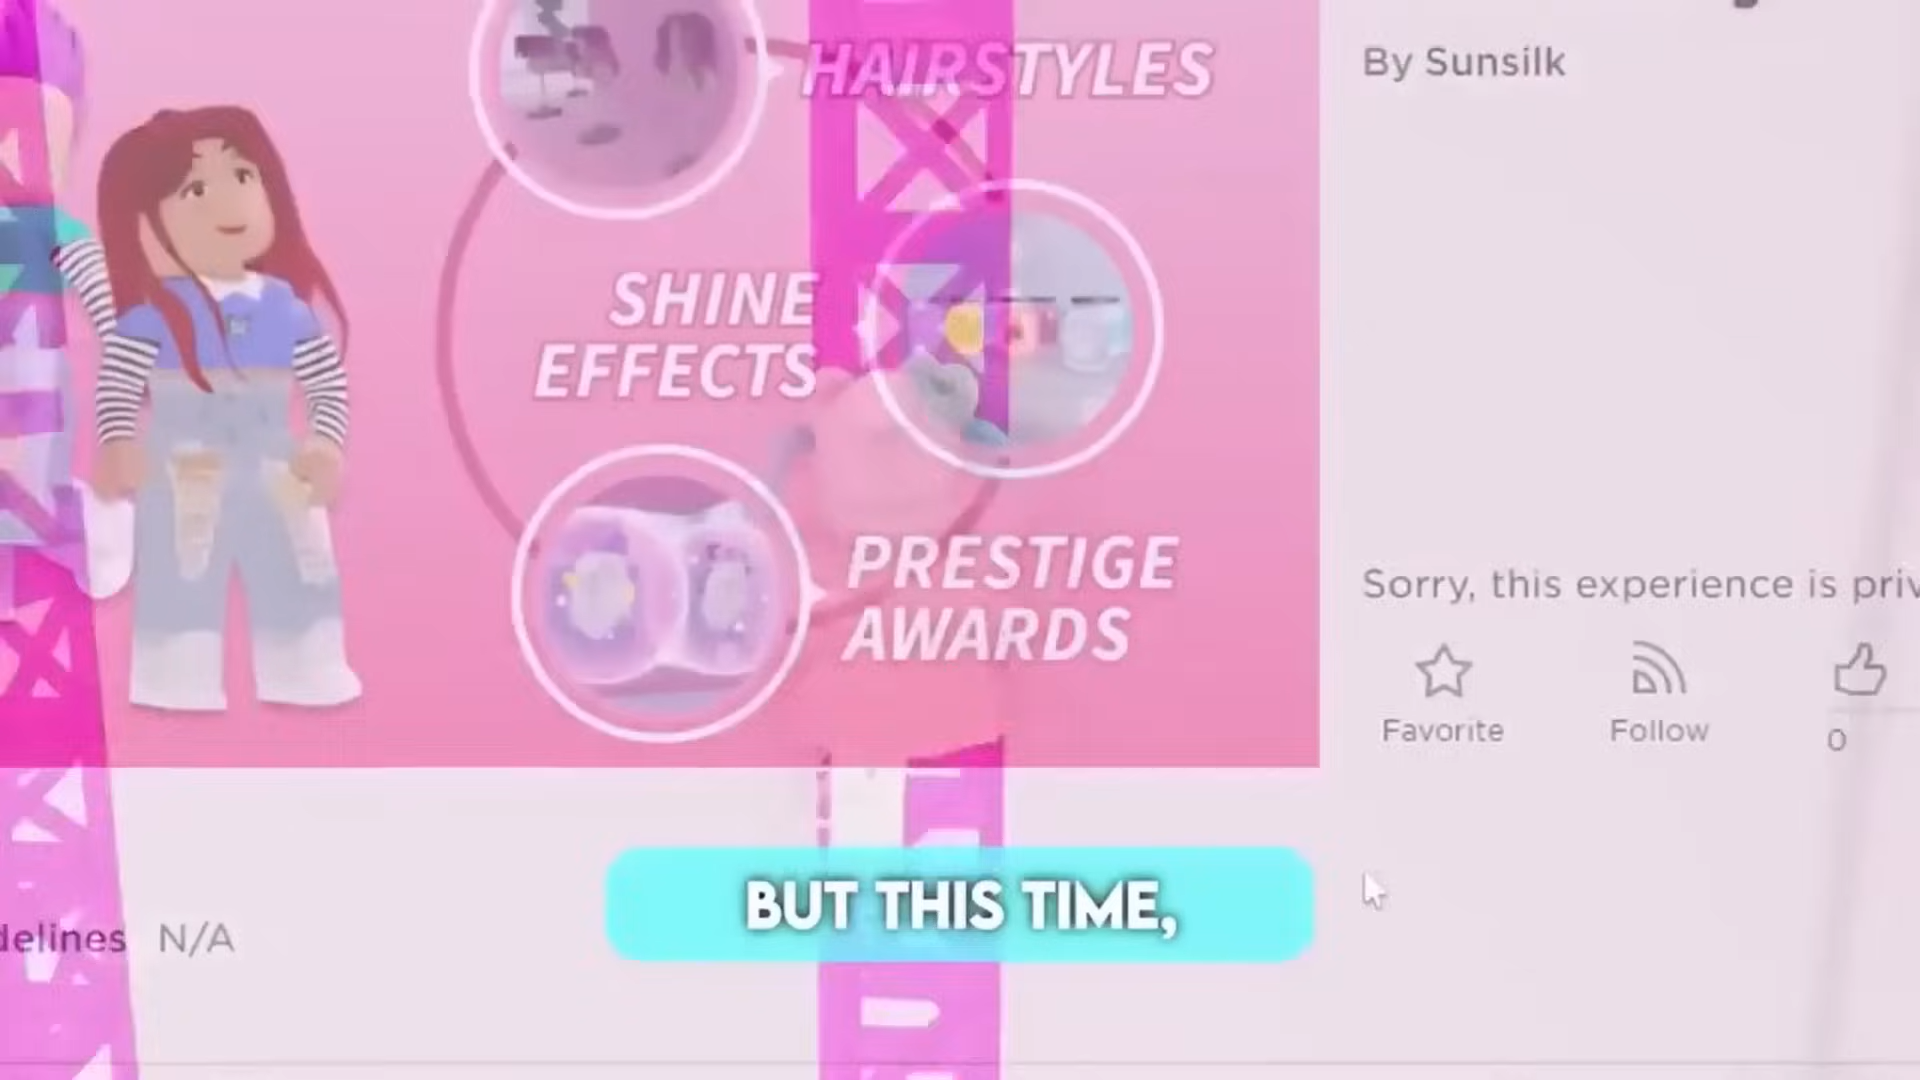 HAIRSTYLES
By Sunsilk
SHINE
EFFECTS
PRESTIGE
AWARDS
Sorry, this experience is priv
Favorite
Follow
0
BUT THIS TIME,
delines N/A